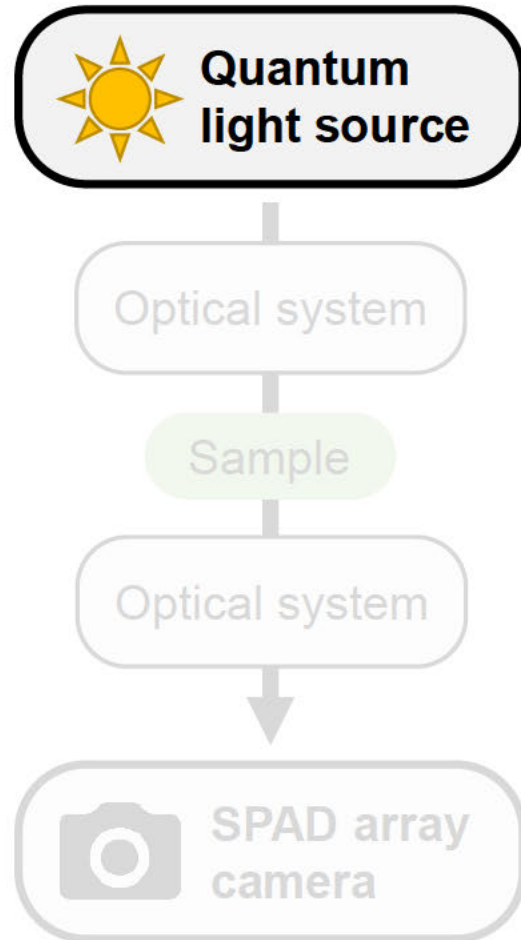 Quantum
light source
Optical system
Sample
Optical system
SPAD array
camera